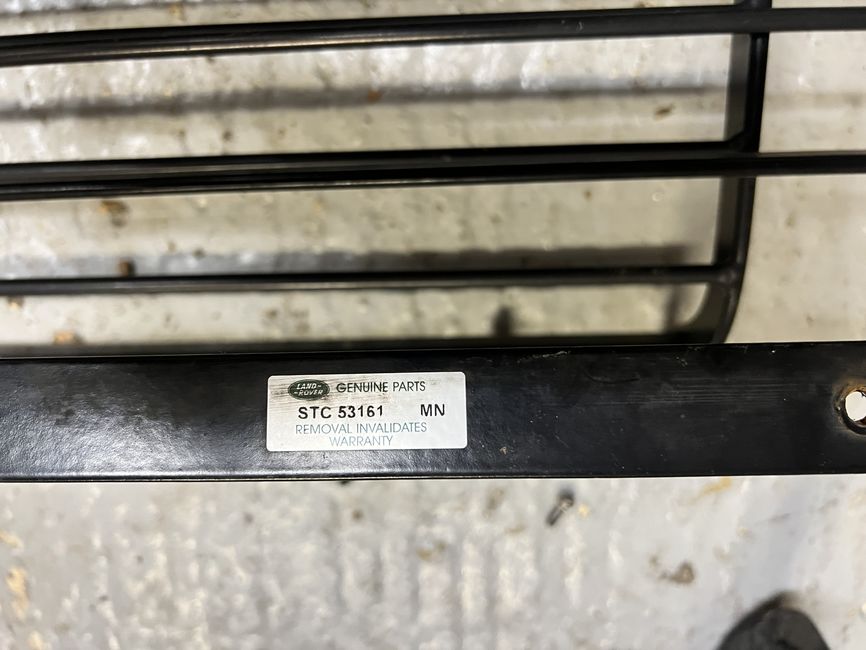 LAND-
-ROVER
GENUINE PARTS
STC 53161 MN
REMOVAL INVALIDATES
WARRANTY